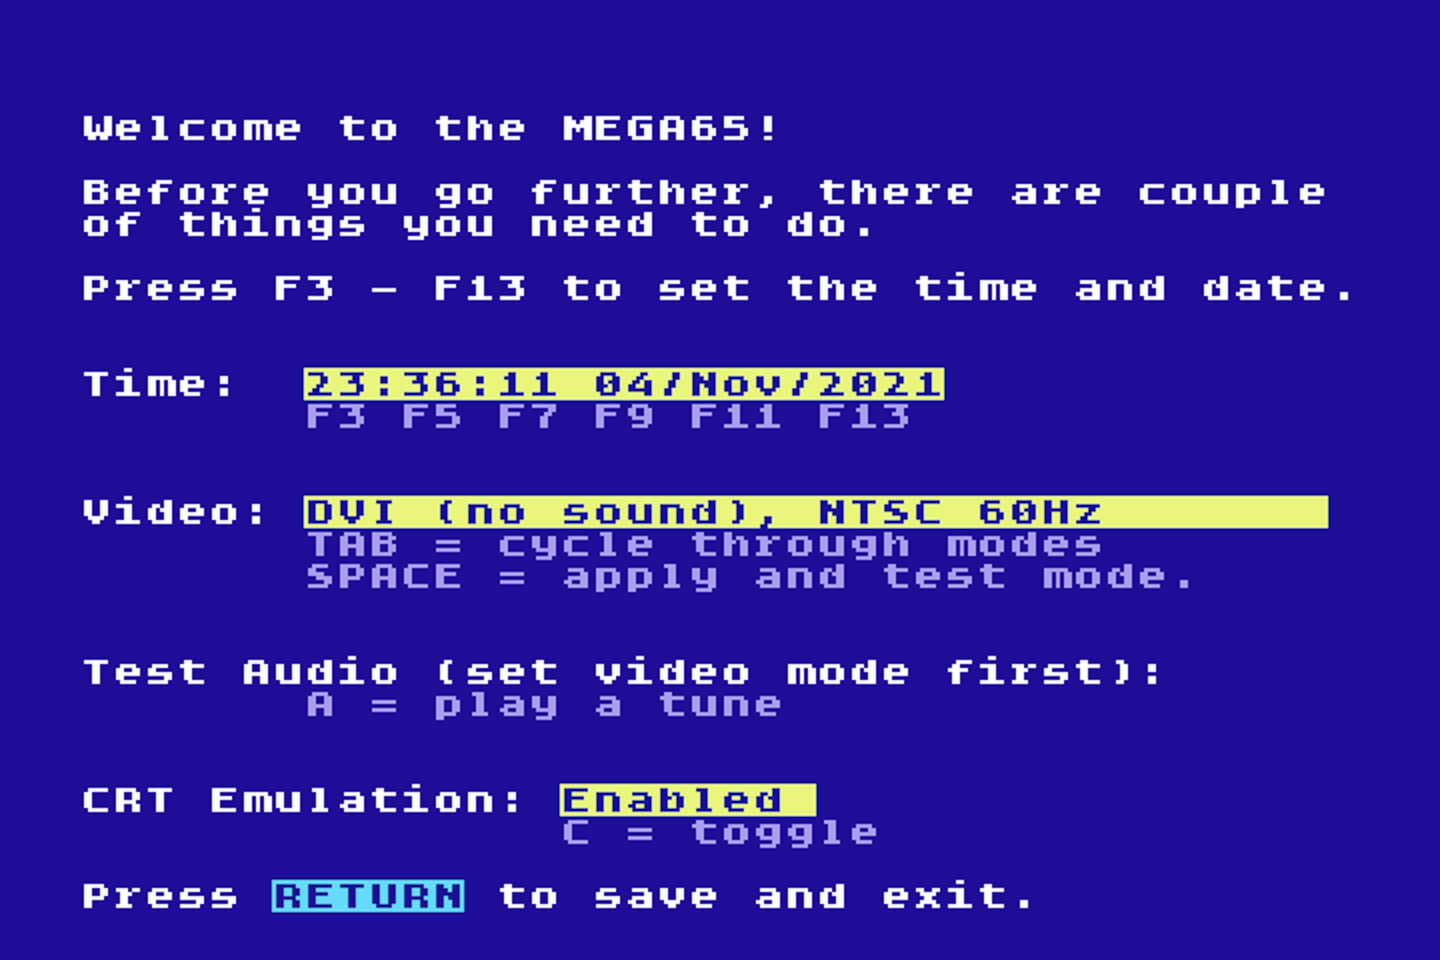 Welcome to the MEGA65!
Before you go further, there are couple
of things you need to do.
Press F3 – F13 to set the time and date.
Time: 23:36:11 04/Nov/2021
F3 F5 F7 F9 F11 F13
Video: DVI (no sound), NTSC 60Hz
TAB = cycle through modes
SPACE = apply and test mode.
Test Audio (set video mode first):
A = play a tune
CRT Emulation: Enabled
C = toggle
Press RETURN to save and exit.